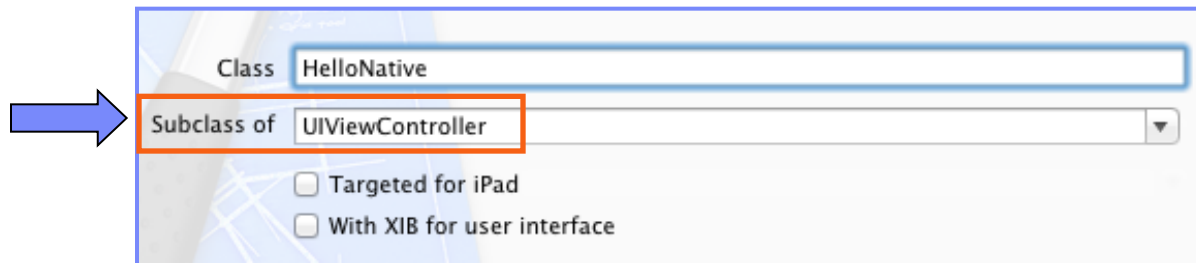 Class HelloNative
Subclass of UIViewController
Targeted for iPad
With XIB for user interface